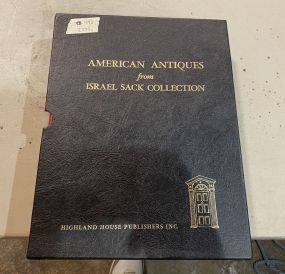 AMERICAN ANTIQUES
from
ISRAEL SACK COLLECTION
HIGHLAND HOUSE PUBLISHERS INC.